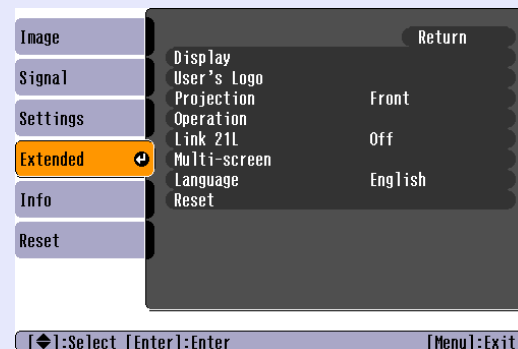 Image
Signal
Settings
Extended
Info
Reset
Return
Display
User's Logo
Projection Front
Operation
Link 21L Off
Multi-screen
Language English
Reset
[◆]:Select [Enter]:Enter [Menu]:Exit